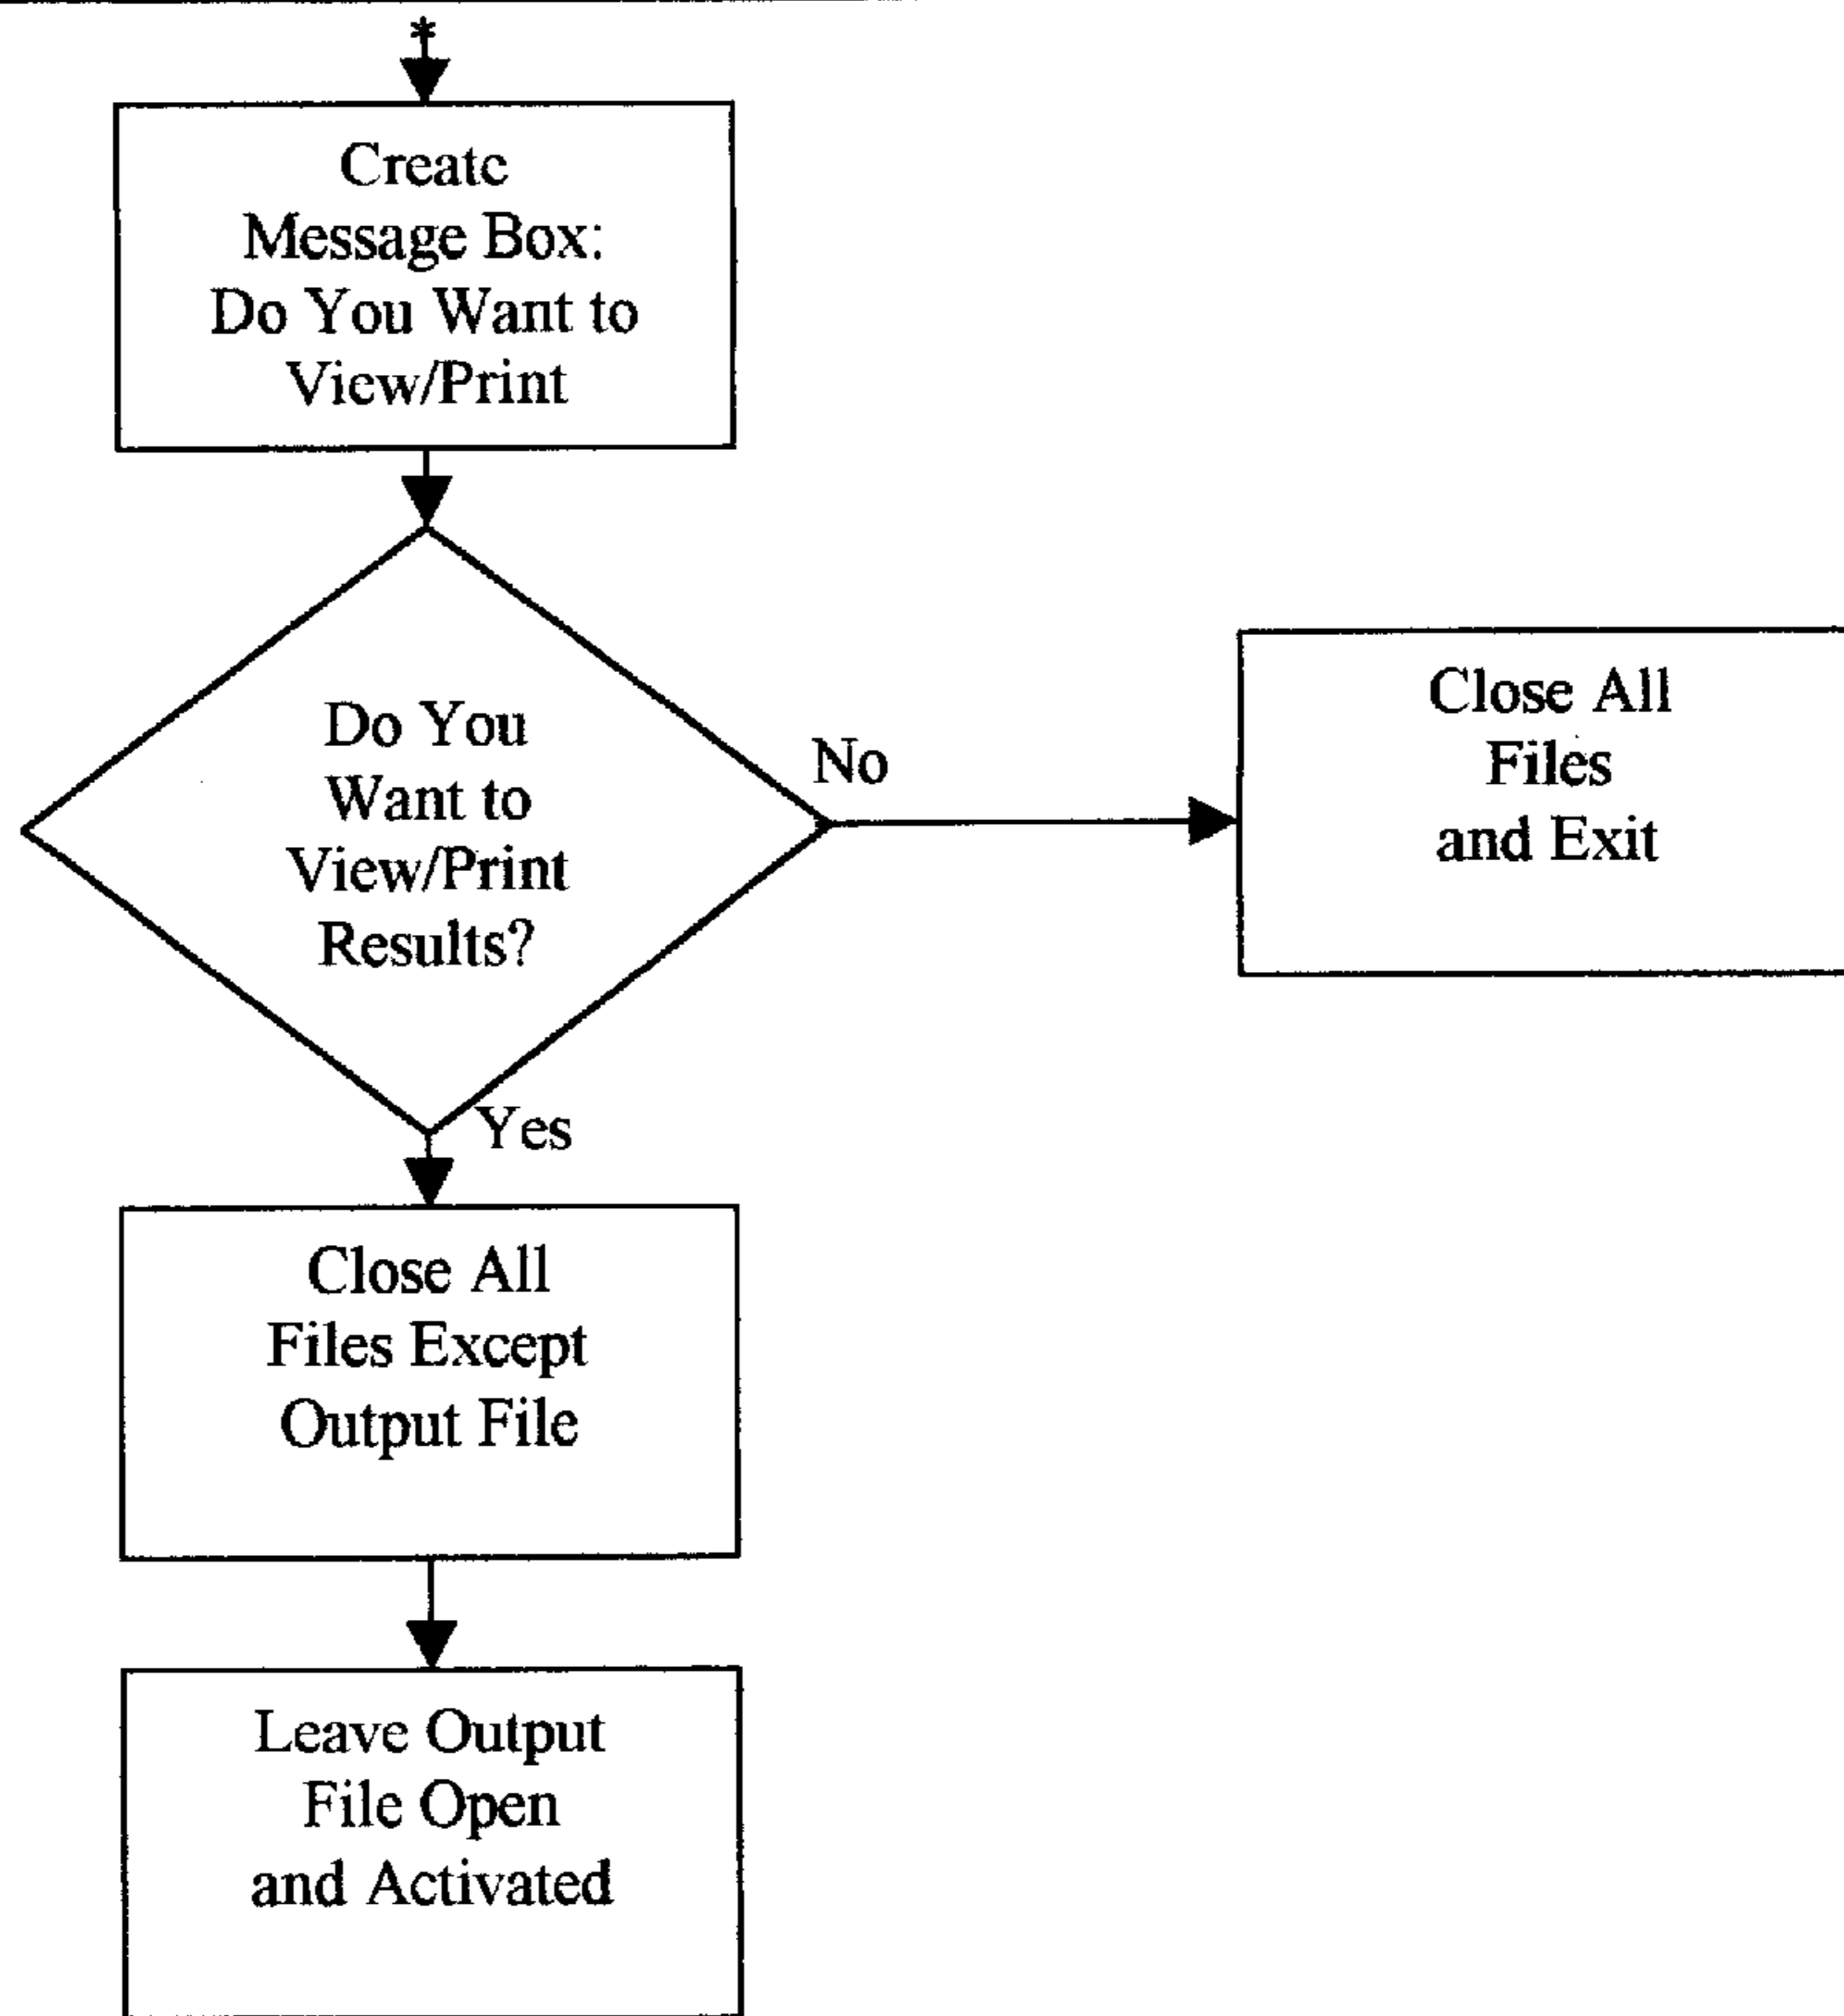 *
Create
Message Box:
Do You Want to
View/Print
Do You
Want to
View/Print
Results?
No
Close All
Files
and Exit
Yes
Close All
Files Except
Output File
Leave Output
File Open
and Activated